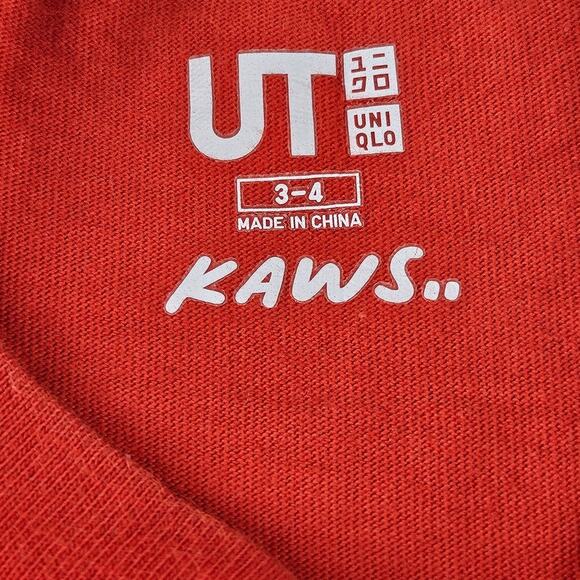 UT
ユニ
クロ
UNI
QLO
3-4
MADE IN CHINA
KAWS..